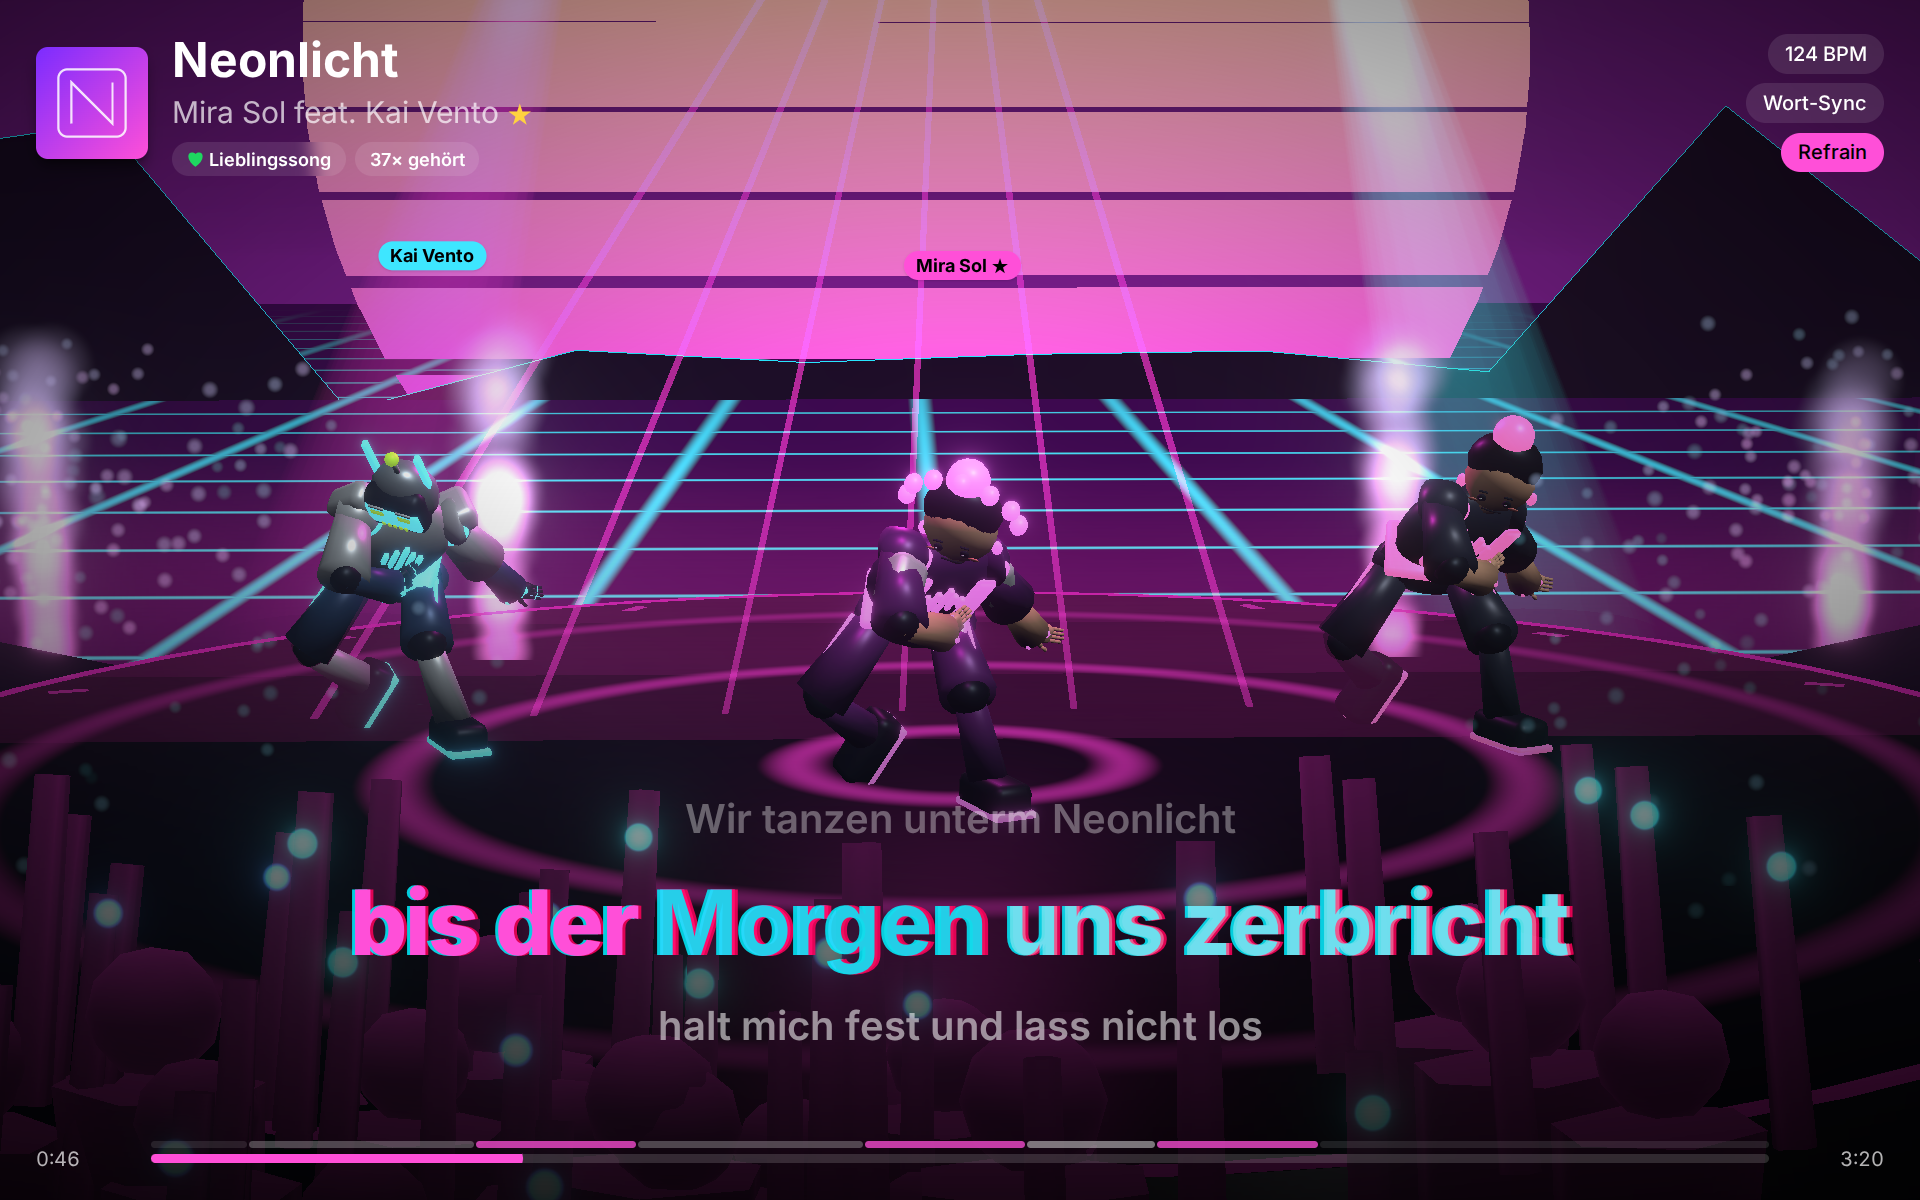 N
Neonlicht
Mira Sol feat. Kai Vento ★
Lieblingssong
37× gehört
124 BPM
Wort-Sync
Refrain
Kai Vento
Mira Sol ★
Wir tanzen unterm Neonlicht
bis der Morgen uns zerbricht
halt mich fest und lass nicht los
0:46
3:20